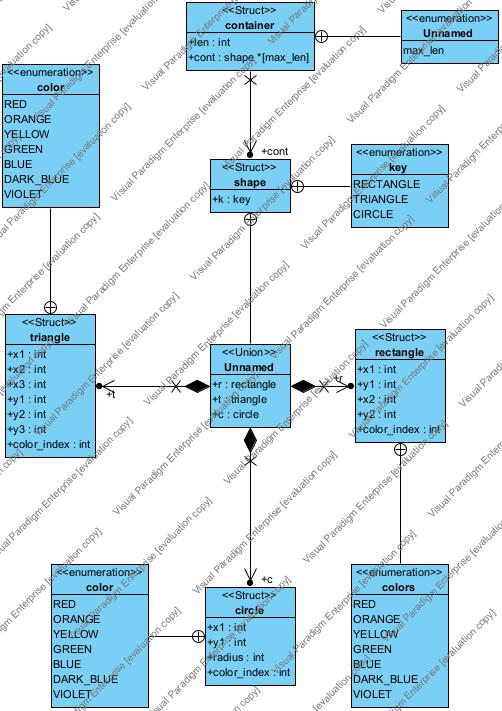 <<Struct>>
container
+len : int
+cont : shape *[max_len]
<<enumeration>>
Unnamed
max_len
<<enumeration>>
color
RED
ORANGE
YELLOW
GREEN
BLUE
DARK_BLUE
VIOLET
+cont
<<Struct>>
shape
+k : key
<<enumeration>>
key
RECTANGLE
TRIANGLE
CIRCLE
<<Struct>>
triangle
+x1 : int
+x2 : int
+x3 : int
+y1 : int
+y2 : int
+y3 : int
+color_index : int
+t
<<Union>>
Unnamed
+r : rectangle
+t : triangle
+c : circle
+r
<<Struct>>
rectangle
+x1 : int
+y1 : int
+x2 : int
+y2 : int
+color_index : int
<<enumeration>>
color
RED
ORANGE
YELLOW
GREEN
BLUE
DARK_BLUE
VIOLET
+c
<<Struct>>
circle
+x1 : int
+y1 : int
+radius : int
+color_index : int
<<enumeration>>
colors
RED
ORANGE
YELLOW
GREEN
BLUE
DARK_BLUE
VIOLET
Visual Paradigm Enterprise [evaluation copy]